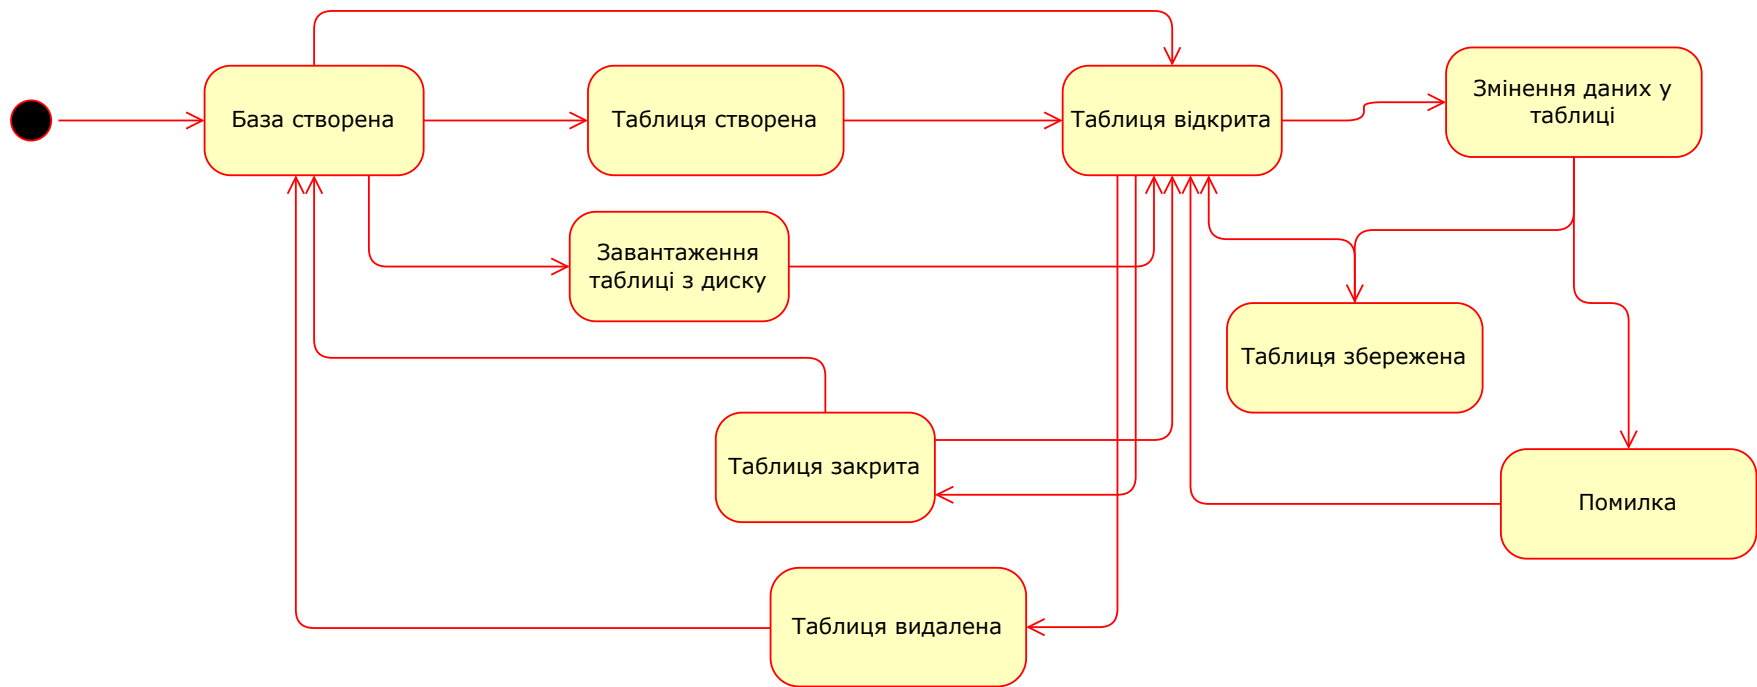 База створена
Таблиця створена
Таблиця відкрита
Змінення даних у
таблиці
Завантаження
таблиці з диску
Таблиця збережена
Таблиця закрита
Помилка
Таблиця видалена